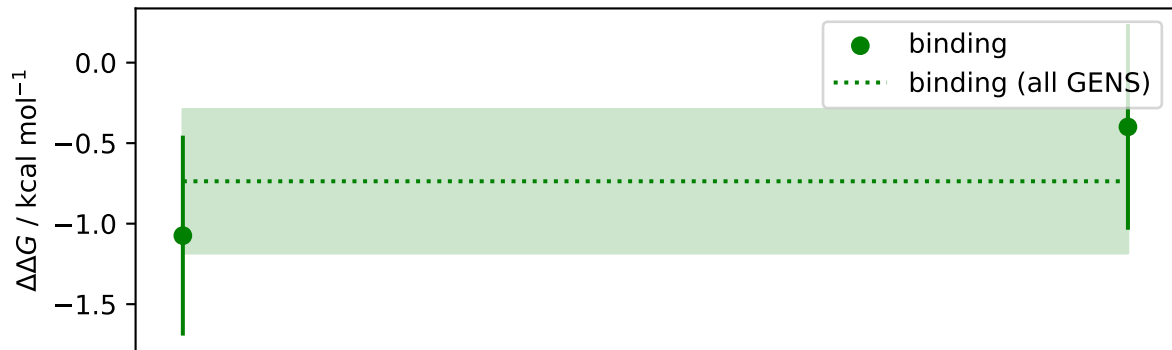 ΔΔG / kcal mol⁻¹
0.0
−0.5
−1.0
−1.5
binding
binding (all GENS)